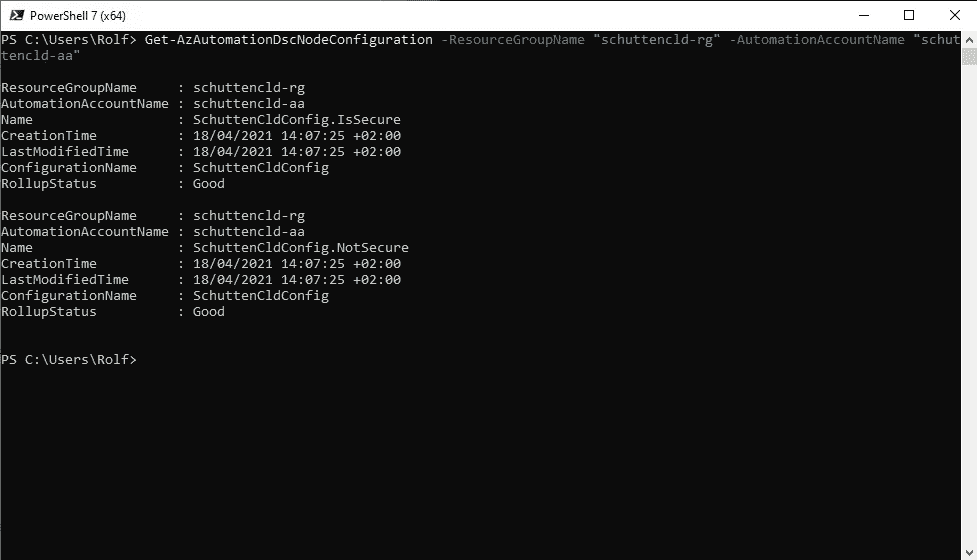 PowerShell 7 (x64)
PS C:\Users\Rolf> Get-AzAutomationDscNodeConfiguration -ResourceGroupName "schuttencld-rg" -AutomationAccountName "schut
tencld-aa"
ResourceGroupName     : schuttencld-rg
AutomationAccountName : schuttencld-aa
Name                  : SchuttenCldConfig.IsSecure
CreationTime          : 18/04/2021 14:07:25 +02:00
LastModifiedTime      : 18/04/2021 14:07:25 +02:00
ConfigurationName     : SchuttenCldConfig
RollupStatus          : Good
ResourceGroupName     : schuttencld-rg
AutomationAccountName : schuttencld-aa
Name                  : SchuttenCldConfig.NotSecure
CreationTime          : 18/04/2021 14:07:25 +02:00
LastModifiedTime      : 18/04/2021 14:07:25 +02:00
ConfigurationName     : SchuttenCldConfig
RollupStatus          : Good
PS C:\Users\Rolf>